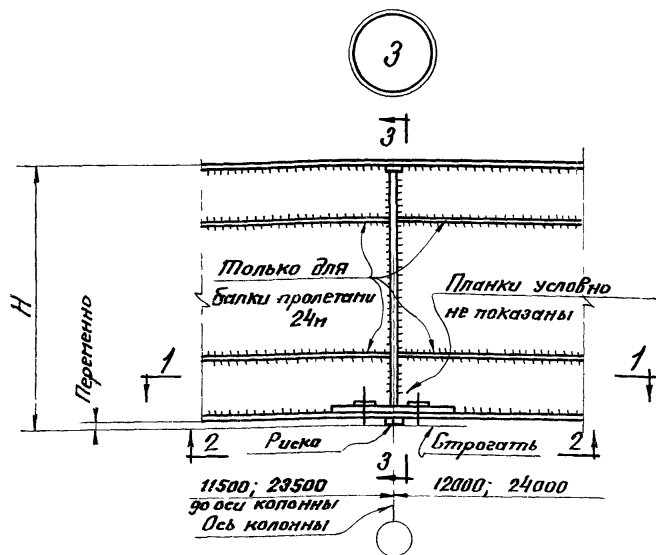 3
3
H
Переменно
Только для
балки пролетами
24м
Планки условно
не показаны
1
1
2
Риска
Строгать
2
3
11500; 23500
до оси колонны
12000; 24000
Ось колонны